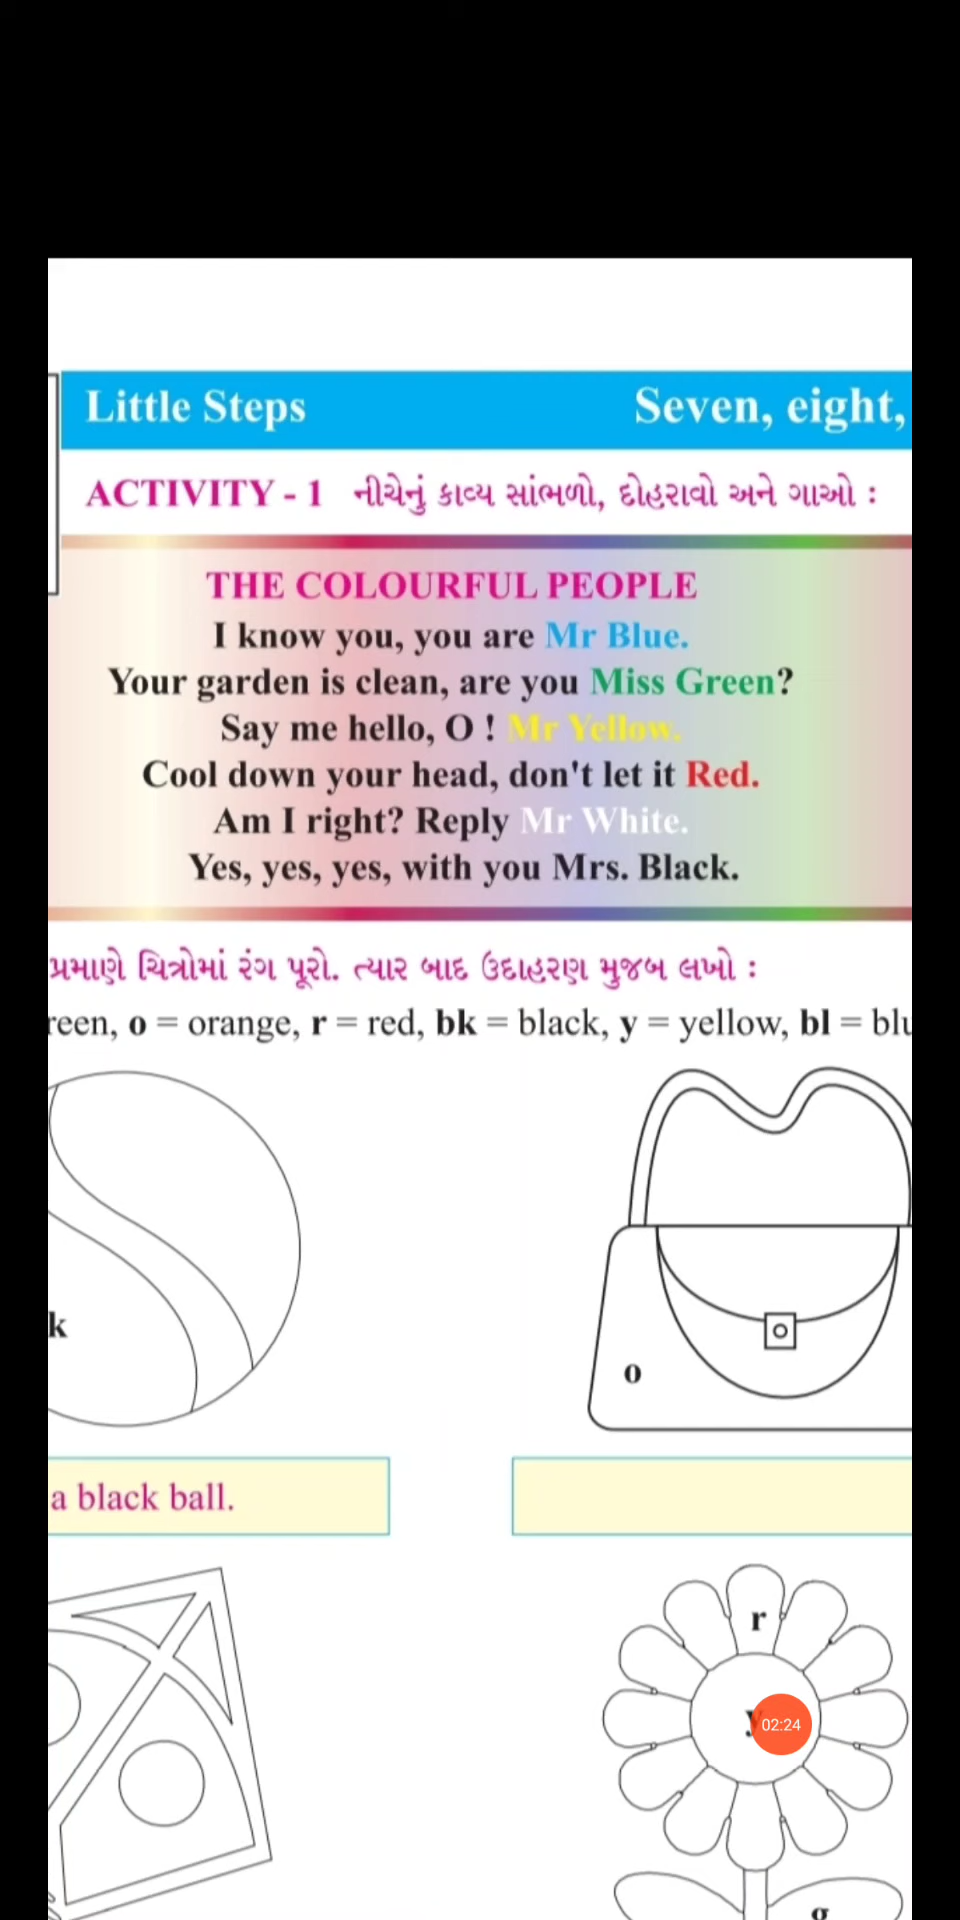 Little Steps Seven, eight,
ACTIVITY - 1 નીચેનું કાવ્ય સાંભળો, દોહરાવો અને ગાઓ :
THE COLOURFUL PEOPLE
I know you, you are Mr Blue.
Your garden is clean, are you Miss Green?
Say me hello, O ! Mr Yellow.
Cool down your head, don't let it Red.
Am I right? Reply Mr White.
Yes, yes, yes, with you Mrs. Black.
પ્રમાણે ચિત્રોમાં રંગ પૂરો. ત્યાર બાદ ઉદાહરણ મુજબ લખો :
reen, o = orange, r = red, bk = black, y = yellow, bl = blu
k
o
a black ball.
r
y
02:24
g